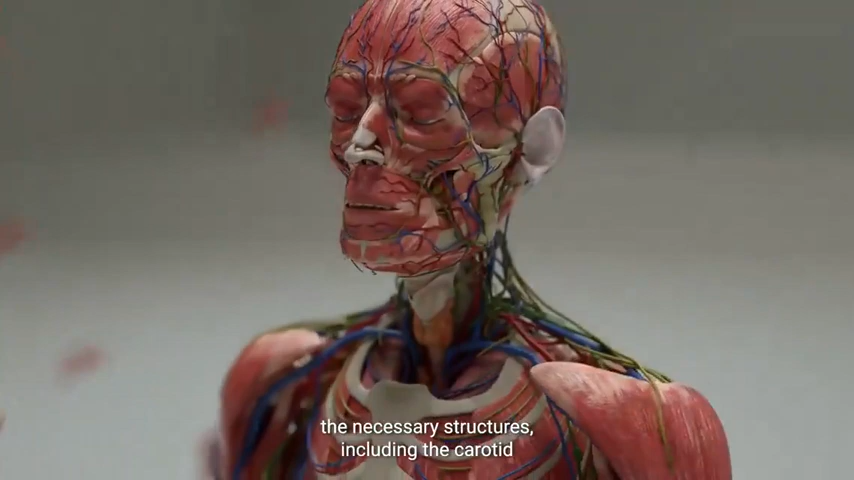 the necessary structures,
including the carotid